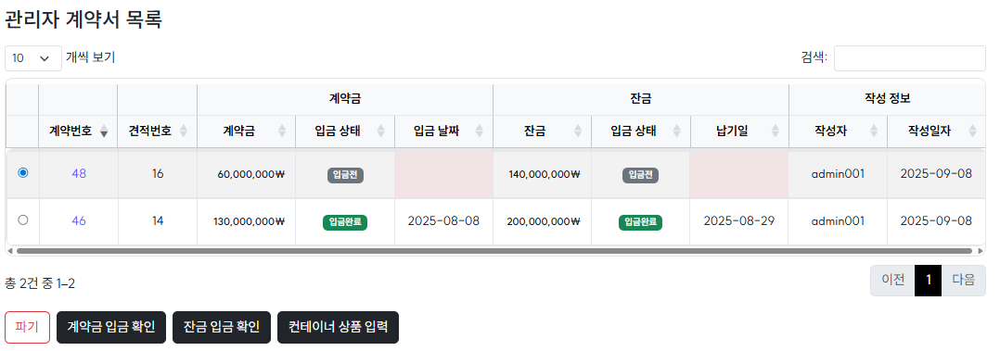 관리자 계약서 목록
10 개씩 보기 검색:
계약금 잔금 작성 정보
계약번호 견적번호 계약금 입금 상태 입금 날짜 잔금 입금 상태 납기일 작성자 작성일자
48 16 60,000,000₩ 입금전 140,000,000₩ 입금전 admin001 2025-09-08
46 14 130,000,000₩ 입금완료 2025-08-08 200,000,000₩ 입금완료 2025-08-29 admin001 2025-09-08
총 2건 중 1–2 이전 1 다음
파기 계약금 입금 확인 잔금 입금 확인 컨테이너 상품 입력